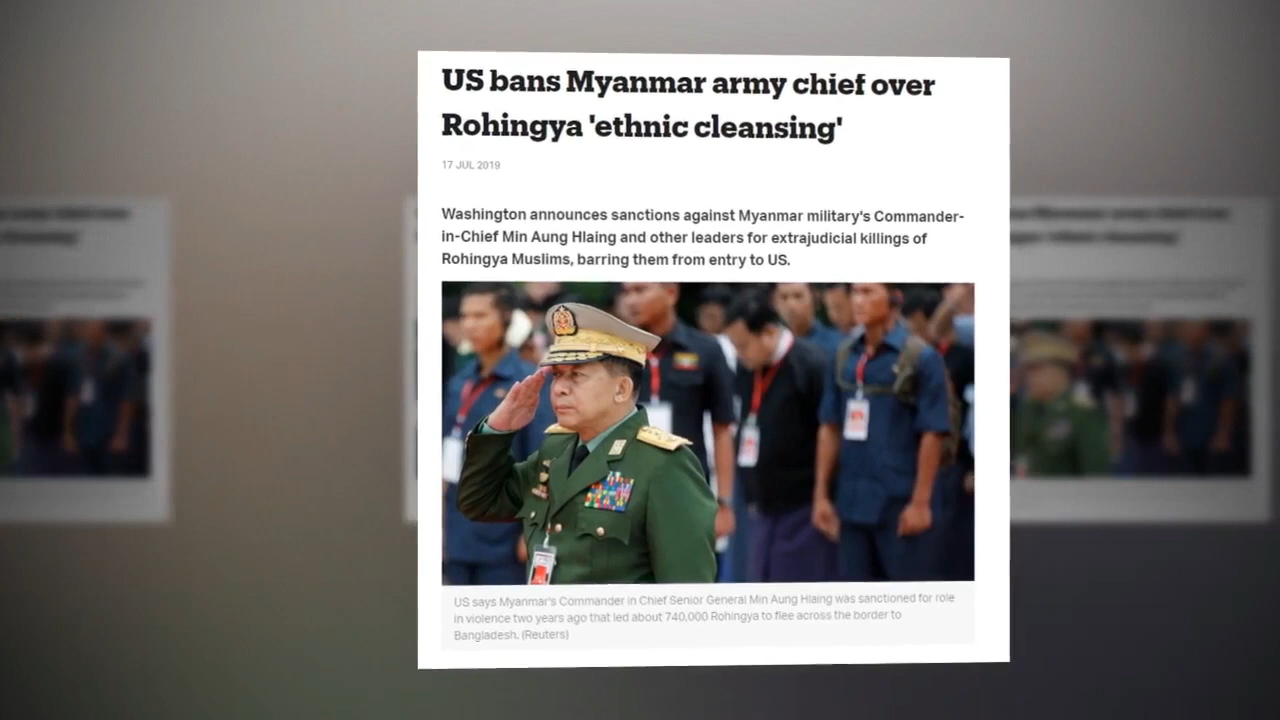 US bans Myanmar army chief over
Rohingya 'ethnic cleansing'
17 JUL 2019
Washington announces sanctions against Myanmar military's Commander-
in-Chief Min Aung Hlaing and other leaders for extrajudicial killings of
Rohingya Muslims, barring them from entry to US.
US says Myanmar's Commander in Chief Senior General Min Aung Hlaing was sanctioned for role
in violence two years ago that led about 740,000 Rohingya to flee across the border to
Bangladesh. (Reuters)